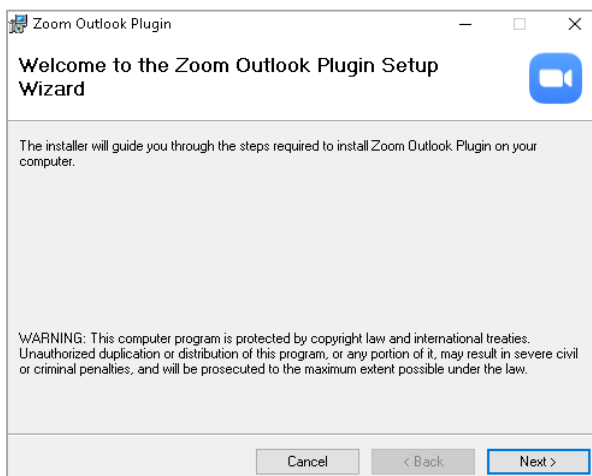 Zoom Outlook Plugin
Welcome to the Zoom Outlook Plugin Setup
Wizard
The installer will guide you through the steps required to install Zoom Outlook Plugin on your
computer.
WARNING: This computer program is protected by copyright law and international treaties.
Unauthorized duplication or distribution of this program, or any portion of it, may result in severe civil
or criminal penalties, and will be prosecuted to the maximum extent possible under the law.
Cancel < Back Next >